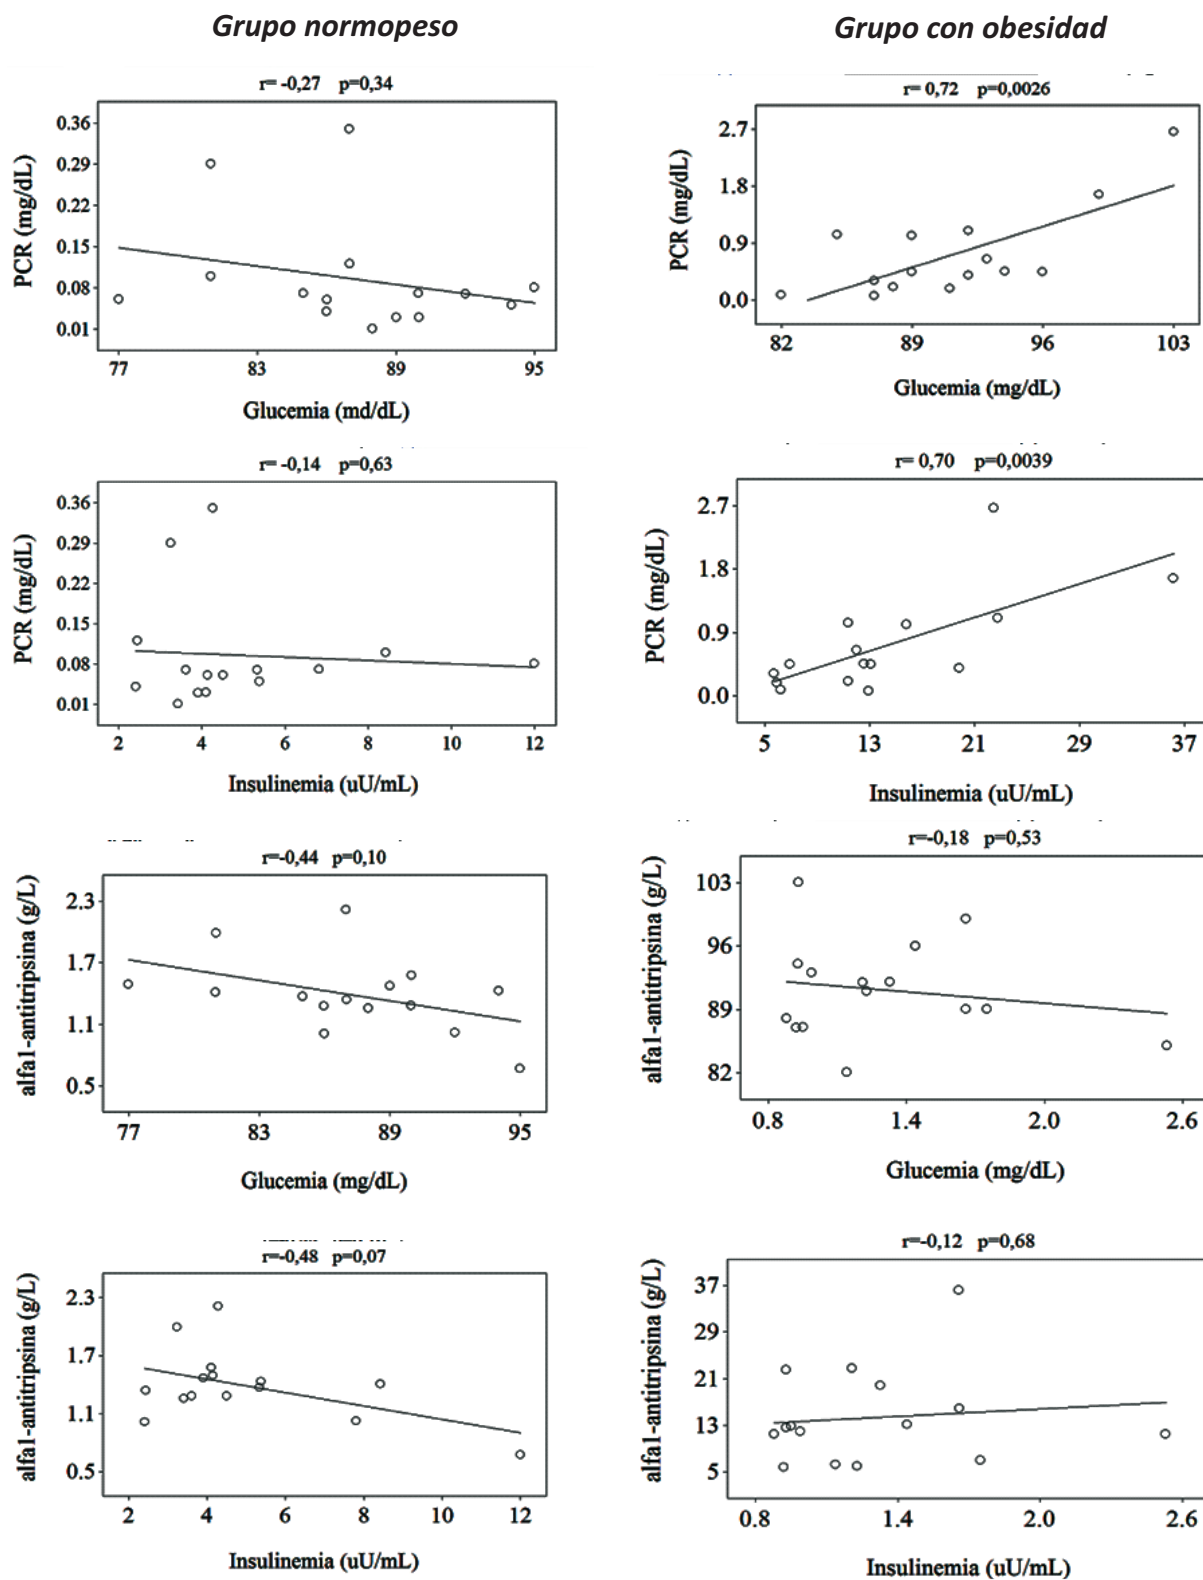 Grupo normopeso
Grupo con obesidad
r= -0,27 p=0,34
PCR (mg/dL)
0.36
0.29
0.22
0.15
0.08
0.01
77 83 89 95
Glucemia (md/dL)
r= 0,72 p=0,0026
PCR (mg/dL)
2.7
1.8
0.9
0.0
82 89 96 103
Glucemia (mg/dL)
r= -0,14 p=0,63
PCR (mg/dL)
0.36
0.29
0.22
0.15
0.08
0.01
2 4 6 8 10 12
Insulinemia (uU/mL)
r= 0,70 p=0,0039
PCR (mg/dL)
2.7
1.8
0.9
0.0
5 13 21 29 37
Insulinemia (uU/mL)
r=-0,44 p=0,10
alfa1-antitripsina (g/L)
2.3
1.7
1.1
0.5
77 83 89 95
Glucemia (mg/dL)
r=-0,18 p=0,53
alfa1-antitripsina (g/L)
103
96
89
82
0.8 1.4 2.0 2.6
Glucemia (mg/dL)
r=-0,48 p=0,07
alfa1-antitripsina (g/L)
2.3
1.7
1.1
0.5
2 4 6 8 10 12
Insulinemia (uU/mL)
r=-0,12 p=0,68
alfa1-antitripsina (g/L)
37
29
21
13
5
0.8 1.4 2.0 2.6
Insulinemia (uU/mL)